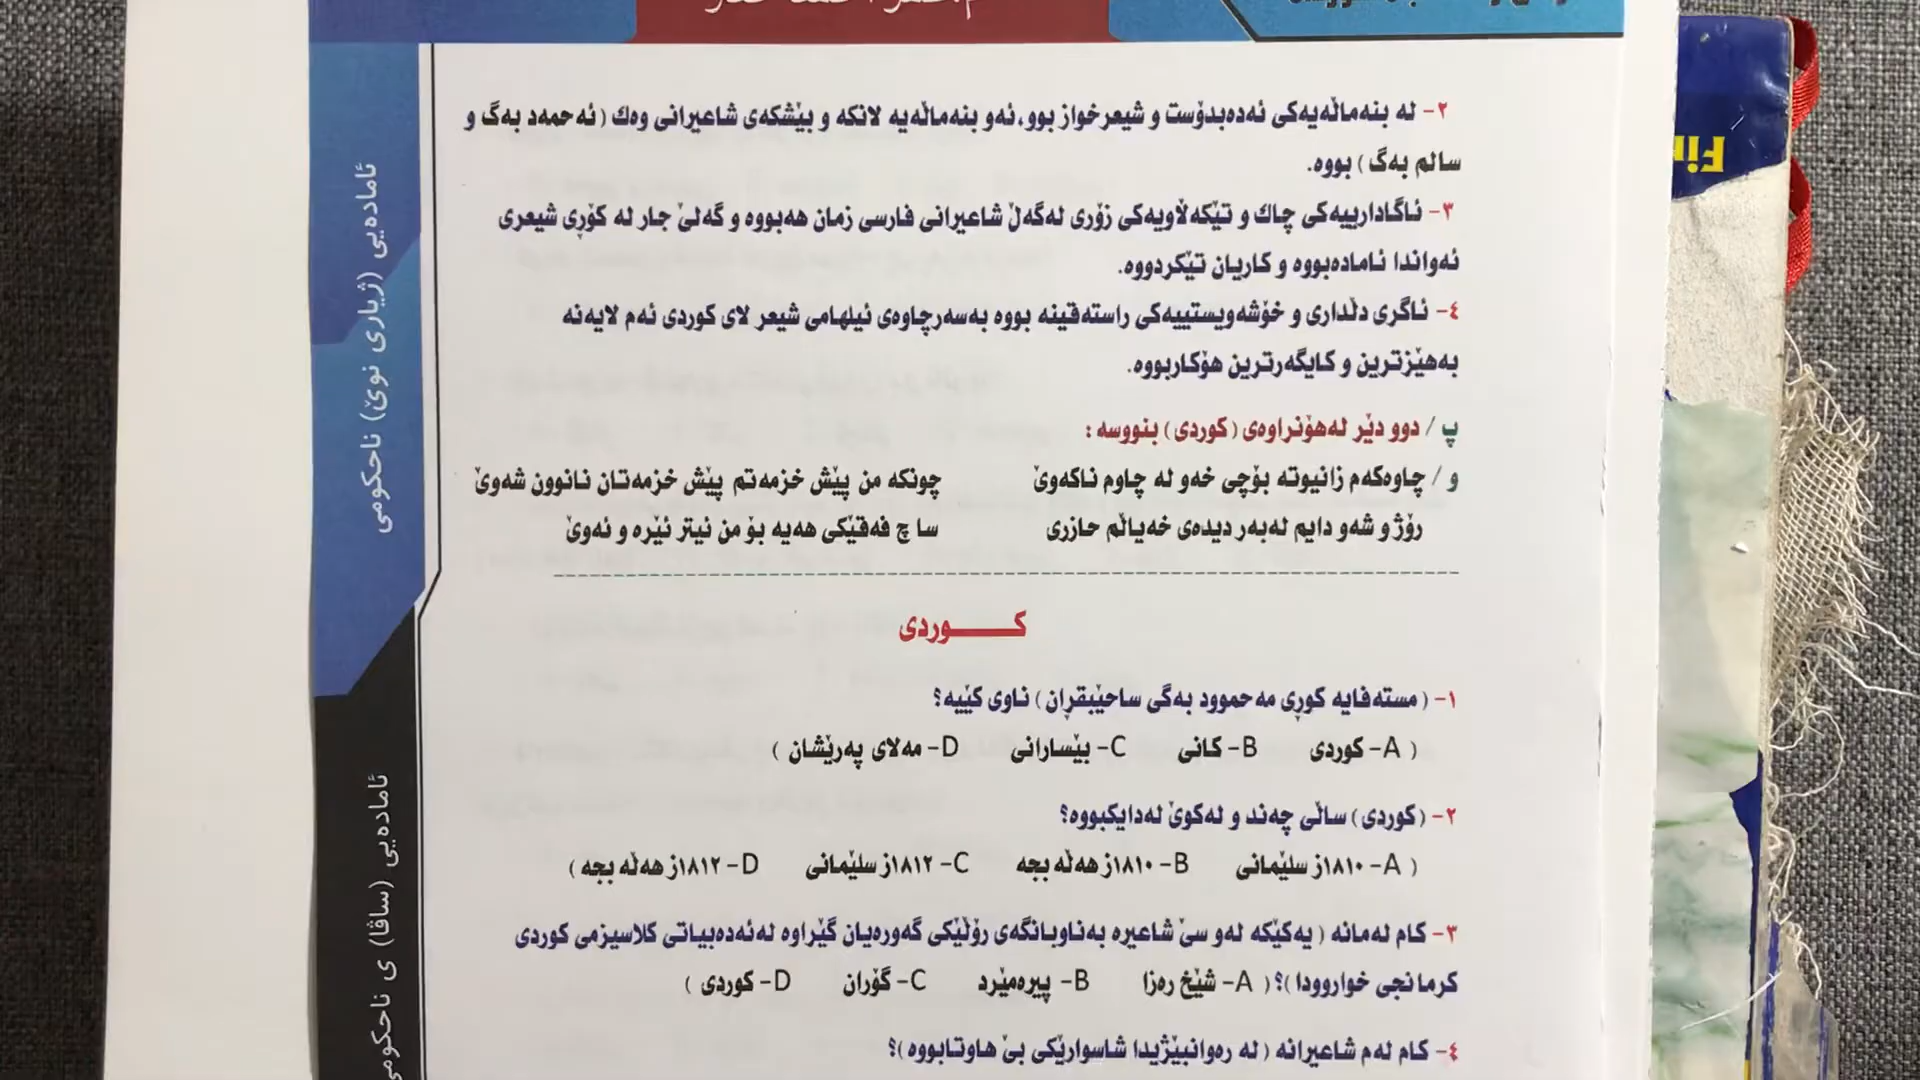 ٢- لە بنەماڵەیەکی ئەدەبدۆست و شیعرخواز بوو،ئەو بنەماڵەیە لانکە و بێشکەی شاعیرانی وەك ( ئەحمەد بەگ و
سالم بەگ ) بووە.
٣- ئاگادارییەکی چاك و تێکەڵاویەکی زۆری لەگەڵ شاعیرانی فارسی زمان هەبووە و گەلێ جار لە کۆڕی شیعری
ئەواندا ئامادەبووە و کاریان تێکردووە.
٤- ئاگری دڵداری و خۆشەویستییەکی راستەقینە بووە بەسەرچاوەی ئیلهامی شیعر لای کوردی ئەم لایەنە
بەهێزترین و کایگەرترین هۆکاربووە.
پ / دوو دێر لەهۆنراوەی ( کوردی ) بنووسە :
و / چاوەکەم زانیوتە بۆچی خەو لە چاوم ناکەوێ چونکە من پێش خزمەتم پێش خزمەتان نانوون شەوێ
رۆژ و شەو دایم لەبەر دیدەی خەیاڵم حازری سا چ فەقێکی هەیە بۆ من ئیتر ئێرە و ئەوێ
کـــوردی
١- ( مستەفایە کوڕی مەحموود بەگی ساحێبقڕان ) ناوی کێیە؟
( A- کوردی B- کانی C- بێسارانی D- مەلای پەرێشان )
٢- ( کوردی ) ساڵی چەند و لەکوێ لەدایکبووە؟
( A- ١٨١٠ز سلێمانی B- ١٨١٠ز هەڵەبجە C- ١٨١٢ز سلێمانی D- ١٨١٢ز هەڵەبجە )
٣- کام لەمانە ( یەکێکە لەو سێ شاعیرە بەناوبانگەی رۆڵێکی گەورەیان گێراوە لەئەدەبیاتی کلاسیزمی کوردی
کرمانجی خواروودا )؟ ( A- شێخ رەزا B- پیرەمێرد C- گۆران D- کوردی )
٤- کام لەم شاعیرانە ( لە رەوانبێژیدا شاسوارێکی بێ هاوتابووە )؟
ئامادەیی (ژیاری نوێ) ناحکومی
ئامادەیی (ساڤا) ی ناحکومی
Fi